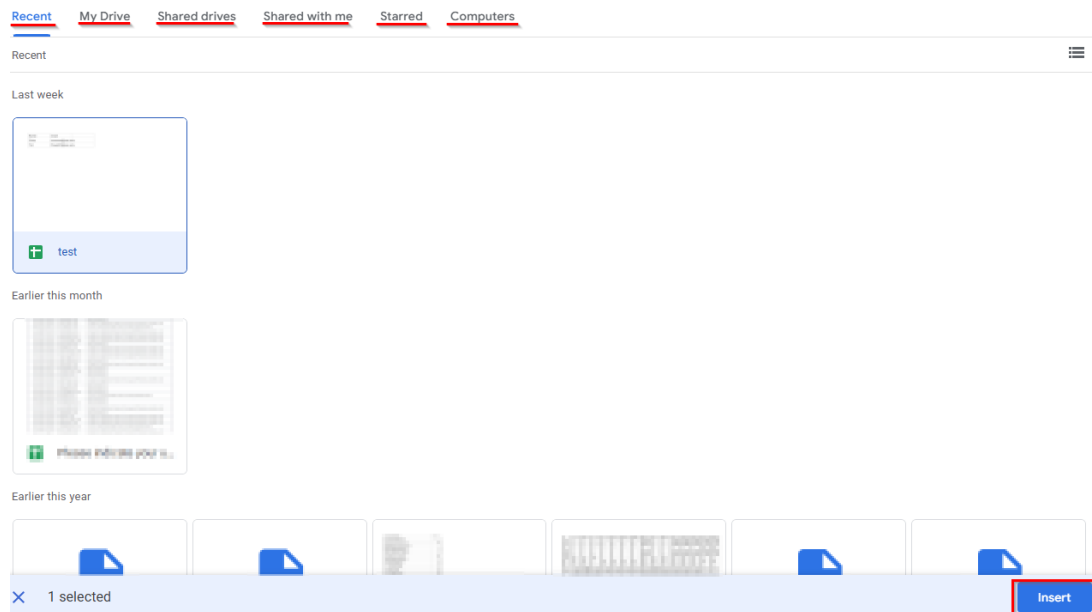 Recent My Drive Shared drives Shared with me Starred Computers
Recent
Last week
test
Earlier this month
Earlier this year
1 selected
Insert